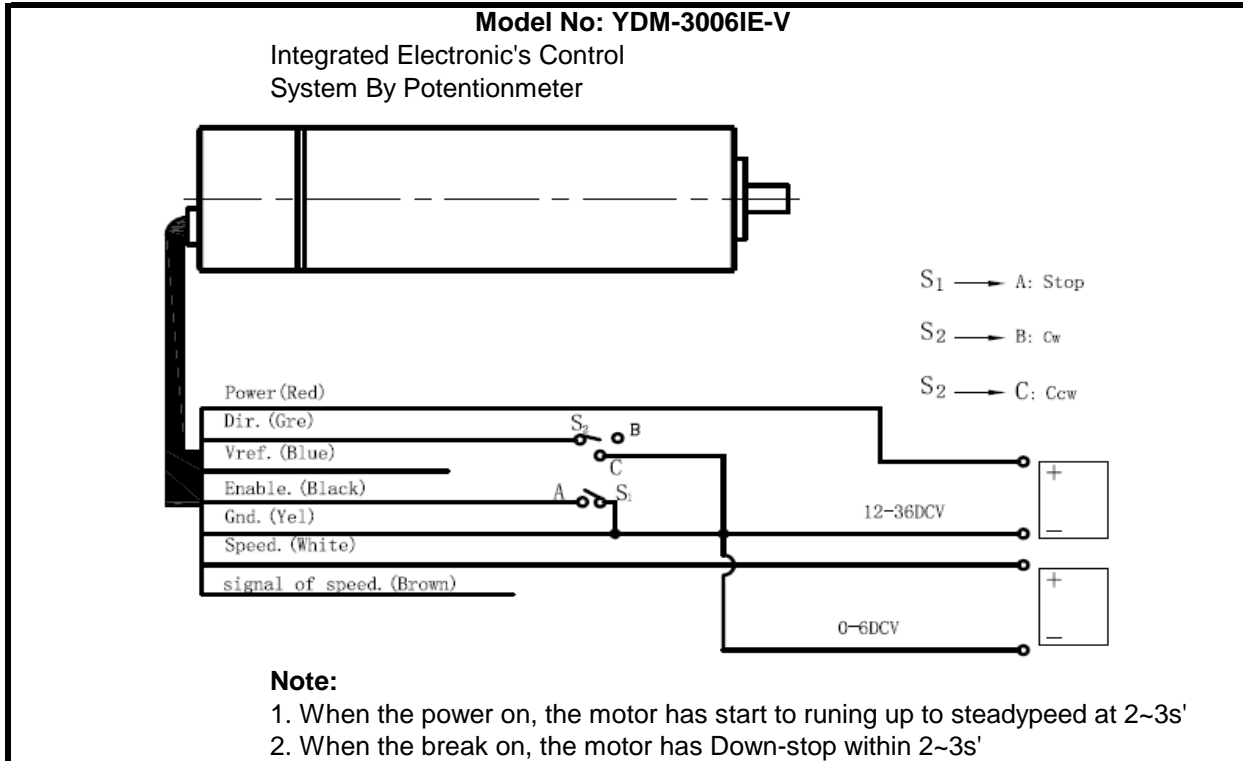 Model No: YDM-3006IE-V
Integrated Electronic's Control
System By Potentionmeter
S1 A: Stop
S2 B: Cw
S2 C: Ccw
Power(Red)
Dir. (Gre)
S2
B
Vref. (Blue)
C
Enable. (Black)
A
S1
Gnd. (Yel)
12-36DCV
+
−
Speed. (White)
signal of speed. (Brown)
+
−
0-6DCV
Note:
1. When the power on, the motor has start to runing up to steadypeed at 2~3s'
2. When the break on, the motor has Down-stop within 2~3s'